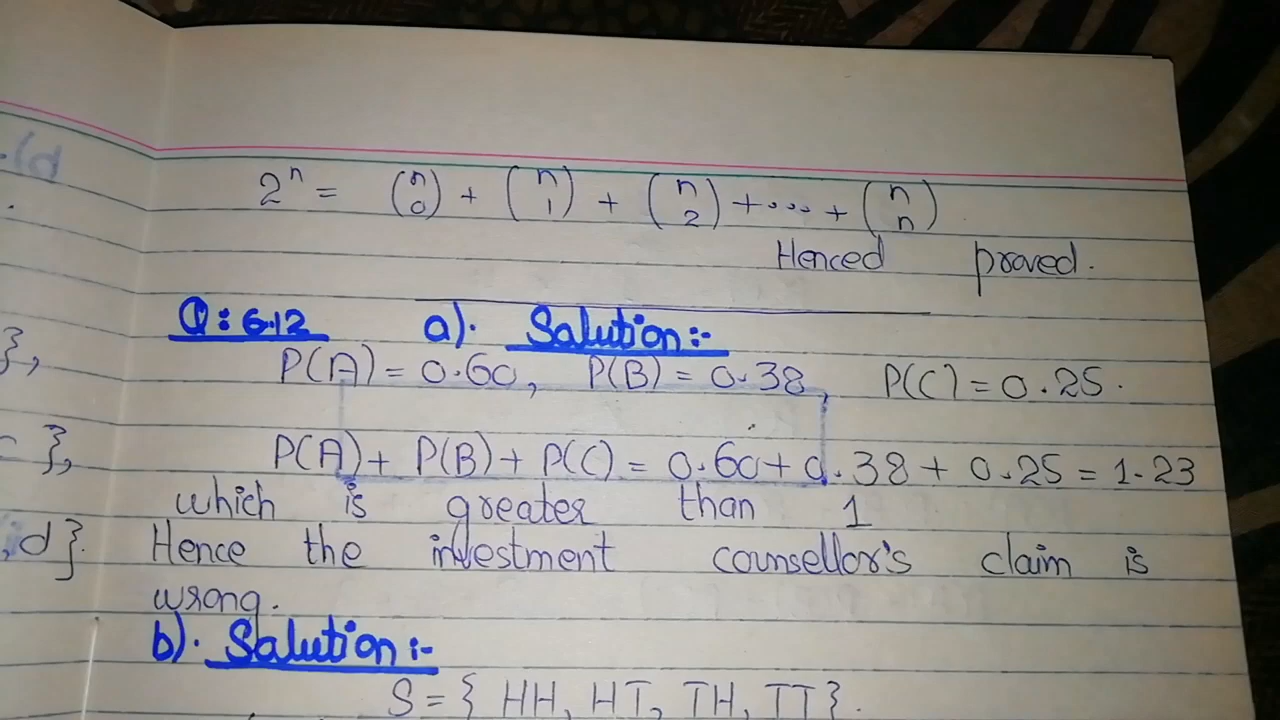 2ⁿ = (n 0) + (n 1) + (n 2) + .... + (n n)
Henced proved.
Q: 6.12 a). Salution:-
P(A) = 0.60, P(B) = 0.38, P(C) = 0.25.
P(A) + P(B) + P(C) = 0.60 + 0.38 + 0.25 = 1.23
which is greater than 1
Hence the investment counsellor's claim is
wrong.
b). Salution:-
S = { HH, HT, TH, TT }.
},
},
,d}.